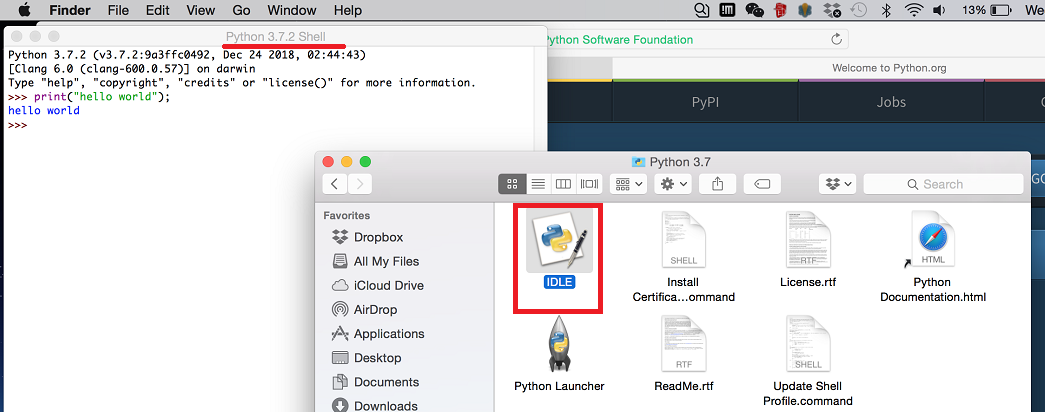 Finder File Edit View Go Window Help 13% We
Python 3.7.2 Shell
Python Software Foundation
Python 3.7.2 (v3.7.2:9a3ffc0492, Dec 24 2018, 02:44:43)
[Clang 6.0 (clang-600.0.57)] on darwin
Type "help", "copyright", "credits" or "license()" for more information.
>>> print("hello world");
hello world
>>>
Welcome to Python.org
PyPI Jobs
GO
Python 3.7
Search
Favorites
Dropbox
All My Files
iCloud Drive
AirDrop
Applications
Desktop
Documents
Downloads
IDLE
SHELL
Install
Certifica...ommand
RTF
License.rtf
HTML
Python
Documentation.html
Python Launcher
RTF
ReadMe.rtf
SHELL
Update Shell
Profile.command